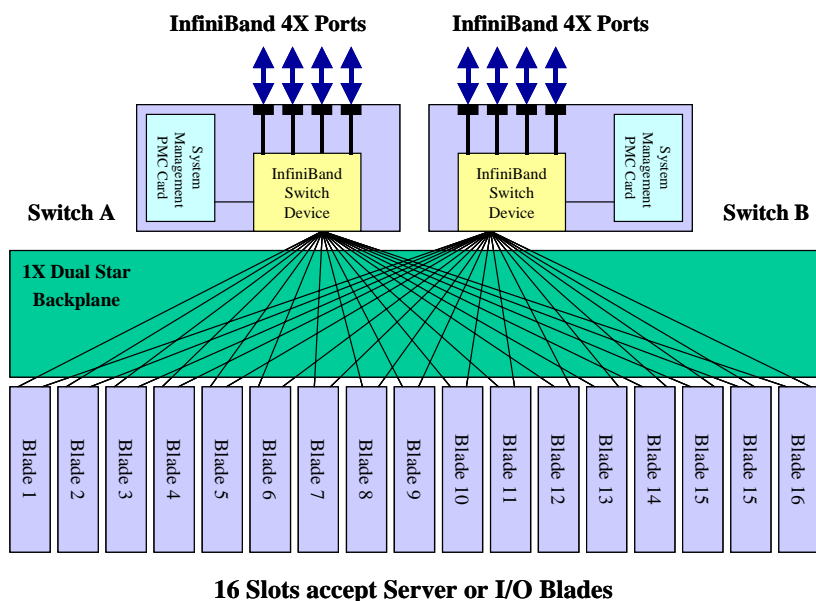 InfiniBand 4X Ports
InfiniBand 4X Ports
System
Management
PMC Card
InfiniBand
Switch
Device
InfiniBand
Switch
Device
System
Management
PMC Card
Switch A
Switch B
1X Dual Star
Backplane
Blade 1
Blade 2
Blade 3
Blade 4
Blade 5
Blade 6
Blade 7
Blade 8
Blade 9
Blade 10
Blade 11
Blade 12
Blade 13
Blade 14
Blade 15
Blade 15
Blade 16
16 Slots accept Server or I/O Blades